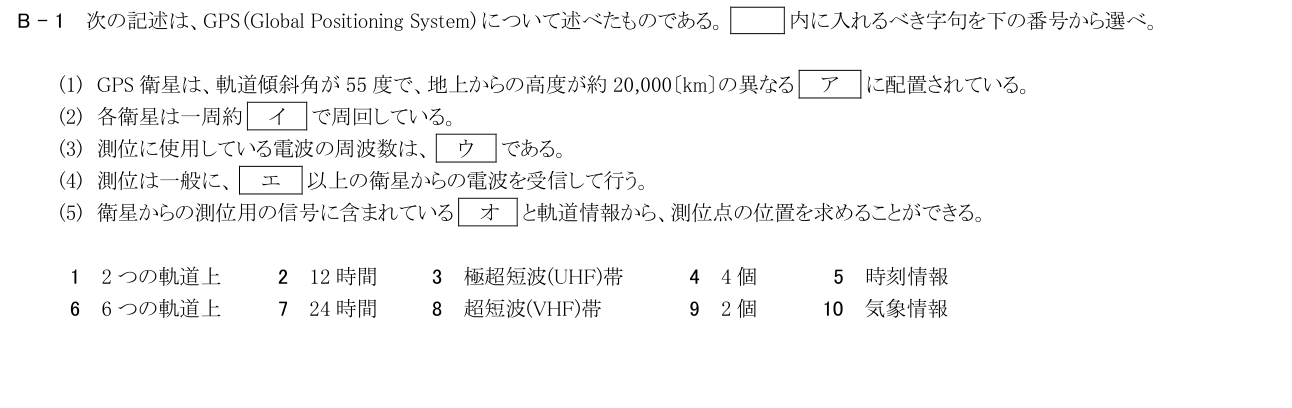 B－1 次の記述は、GPS(Global Positioning System)について述べたものである。　　　内に入れるべき字句を下の番号から選べ。
(1) GPS 衛星は、軌道傾斜角が 55 度で、地上からの高度が約 20,000〔km〕の異なる ア に配置されている。
(2) 各衛星は一周約 イ で周回している。
(3) 測位に使用している電波の周波数は、 ウ である。
(4) 測位は一般に、 エ 以上の衛星からの電波を受信して行う。
(5) 衛星からの測位用の信号に含まれている オ と軌道情報から、測位点の位置を求めることができる。
1 2 つの軌道上 2 12 時間 3 極超短波(UHF)帯 4 4 個 5 時刻情報
6 6 つの軌道上 7 24 時間 8 超短波(VHF)帯 9 2 個 10 気象情報